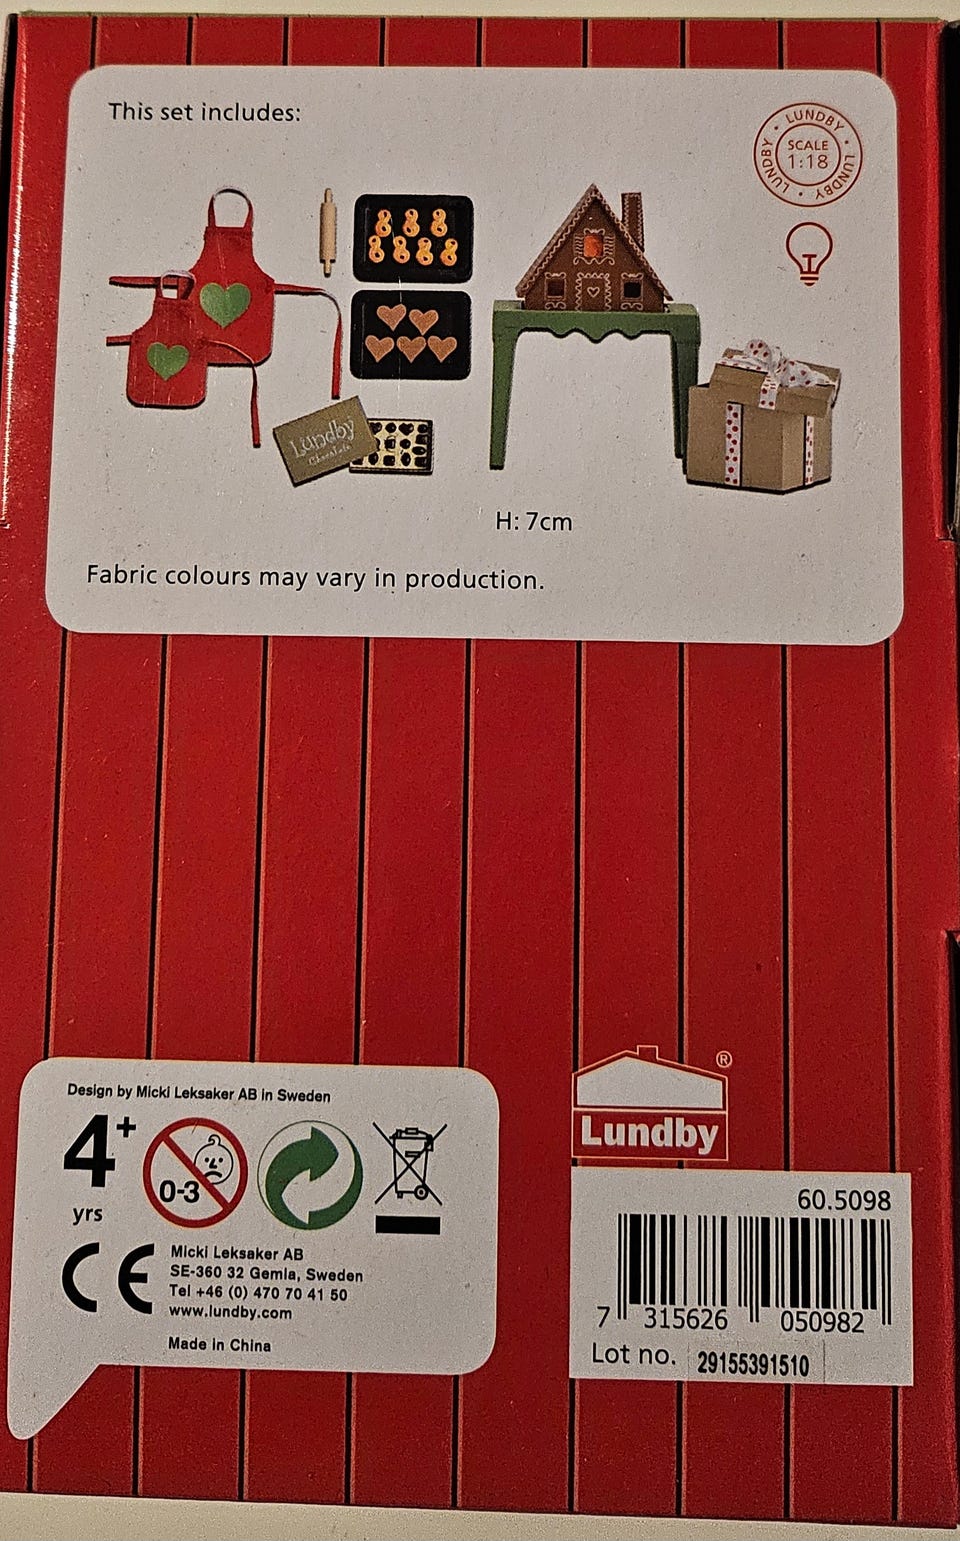 This set includes:
LUNDBY • LUNDBY • LUNDBY •
SCALE
1:18
Lundby
Chocolate
H: 7cm
Fabric colours may vary in production.
Design by Micki Leksaker AB in Sweden
4+
yrs
0-3
CE
Micki Leksaker AB
SE-360 32 Gemla, Sweden
Tel +46 (0) 470 70 41 50
www.lundby.com
Made in China
®
Lundby
60.5098
7 315626 050982
Lot no. 29155391510